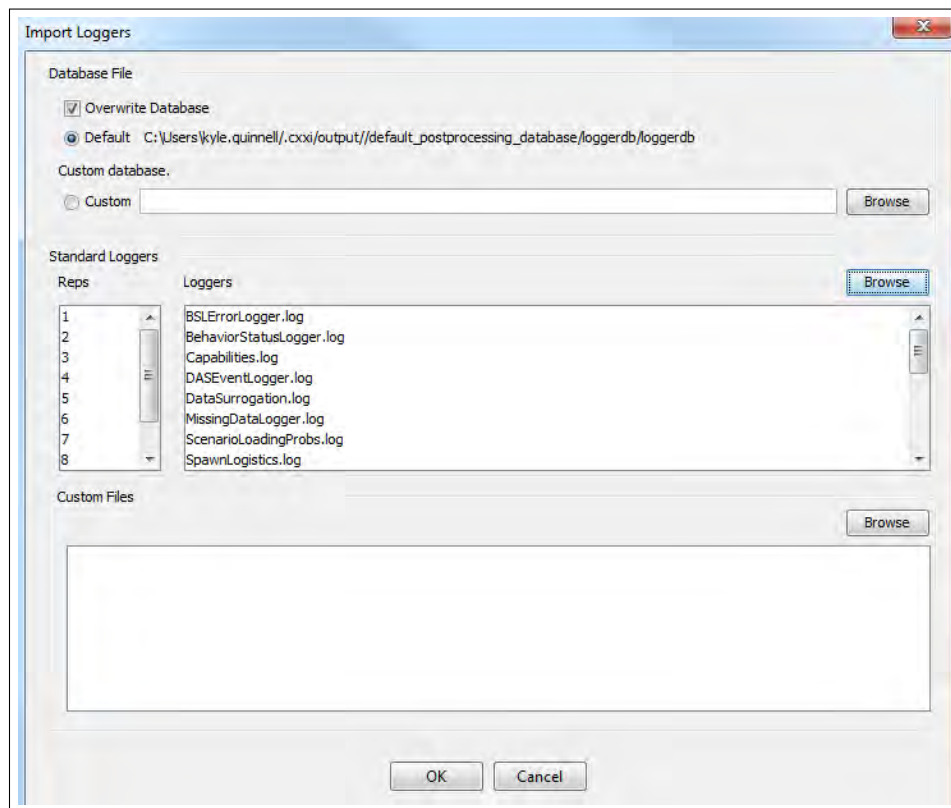 Import Loggers
Database File
Overwrite Database
Default C:\Users\kyle.quinnell/.cxxi/output//default_postprocessing_database/loggerdb/loggerdb
Custom database.
Custom Browse
Standard Loggers
Reps Loggers Browse
1 BSLErrorLogger.log
2 BehaviorStatusLogger.log
3 Capabilities.log
4 DASEventLogger.log
5 DataSurrogation.log
6 MissingDataLogger.log
7 ScenarioLoadingProbs.log
8 SpawnLogistics.log
Custom Files
Browse
OK Cancel